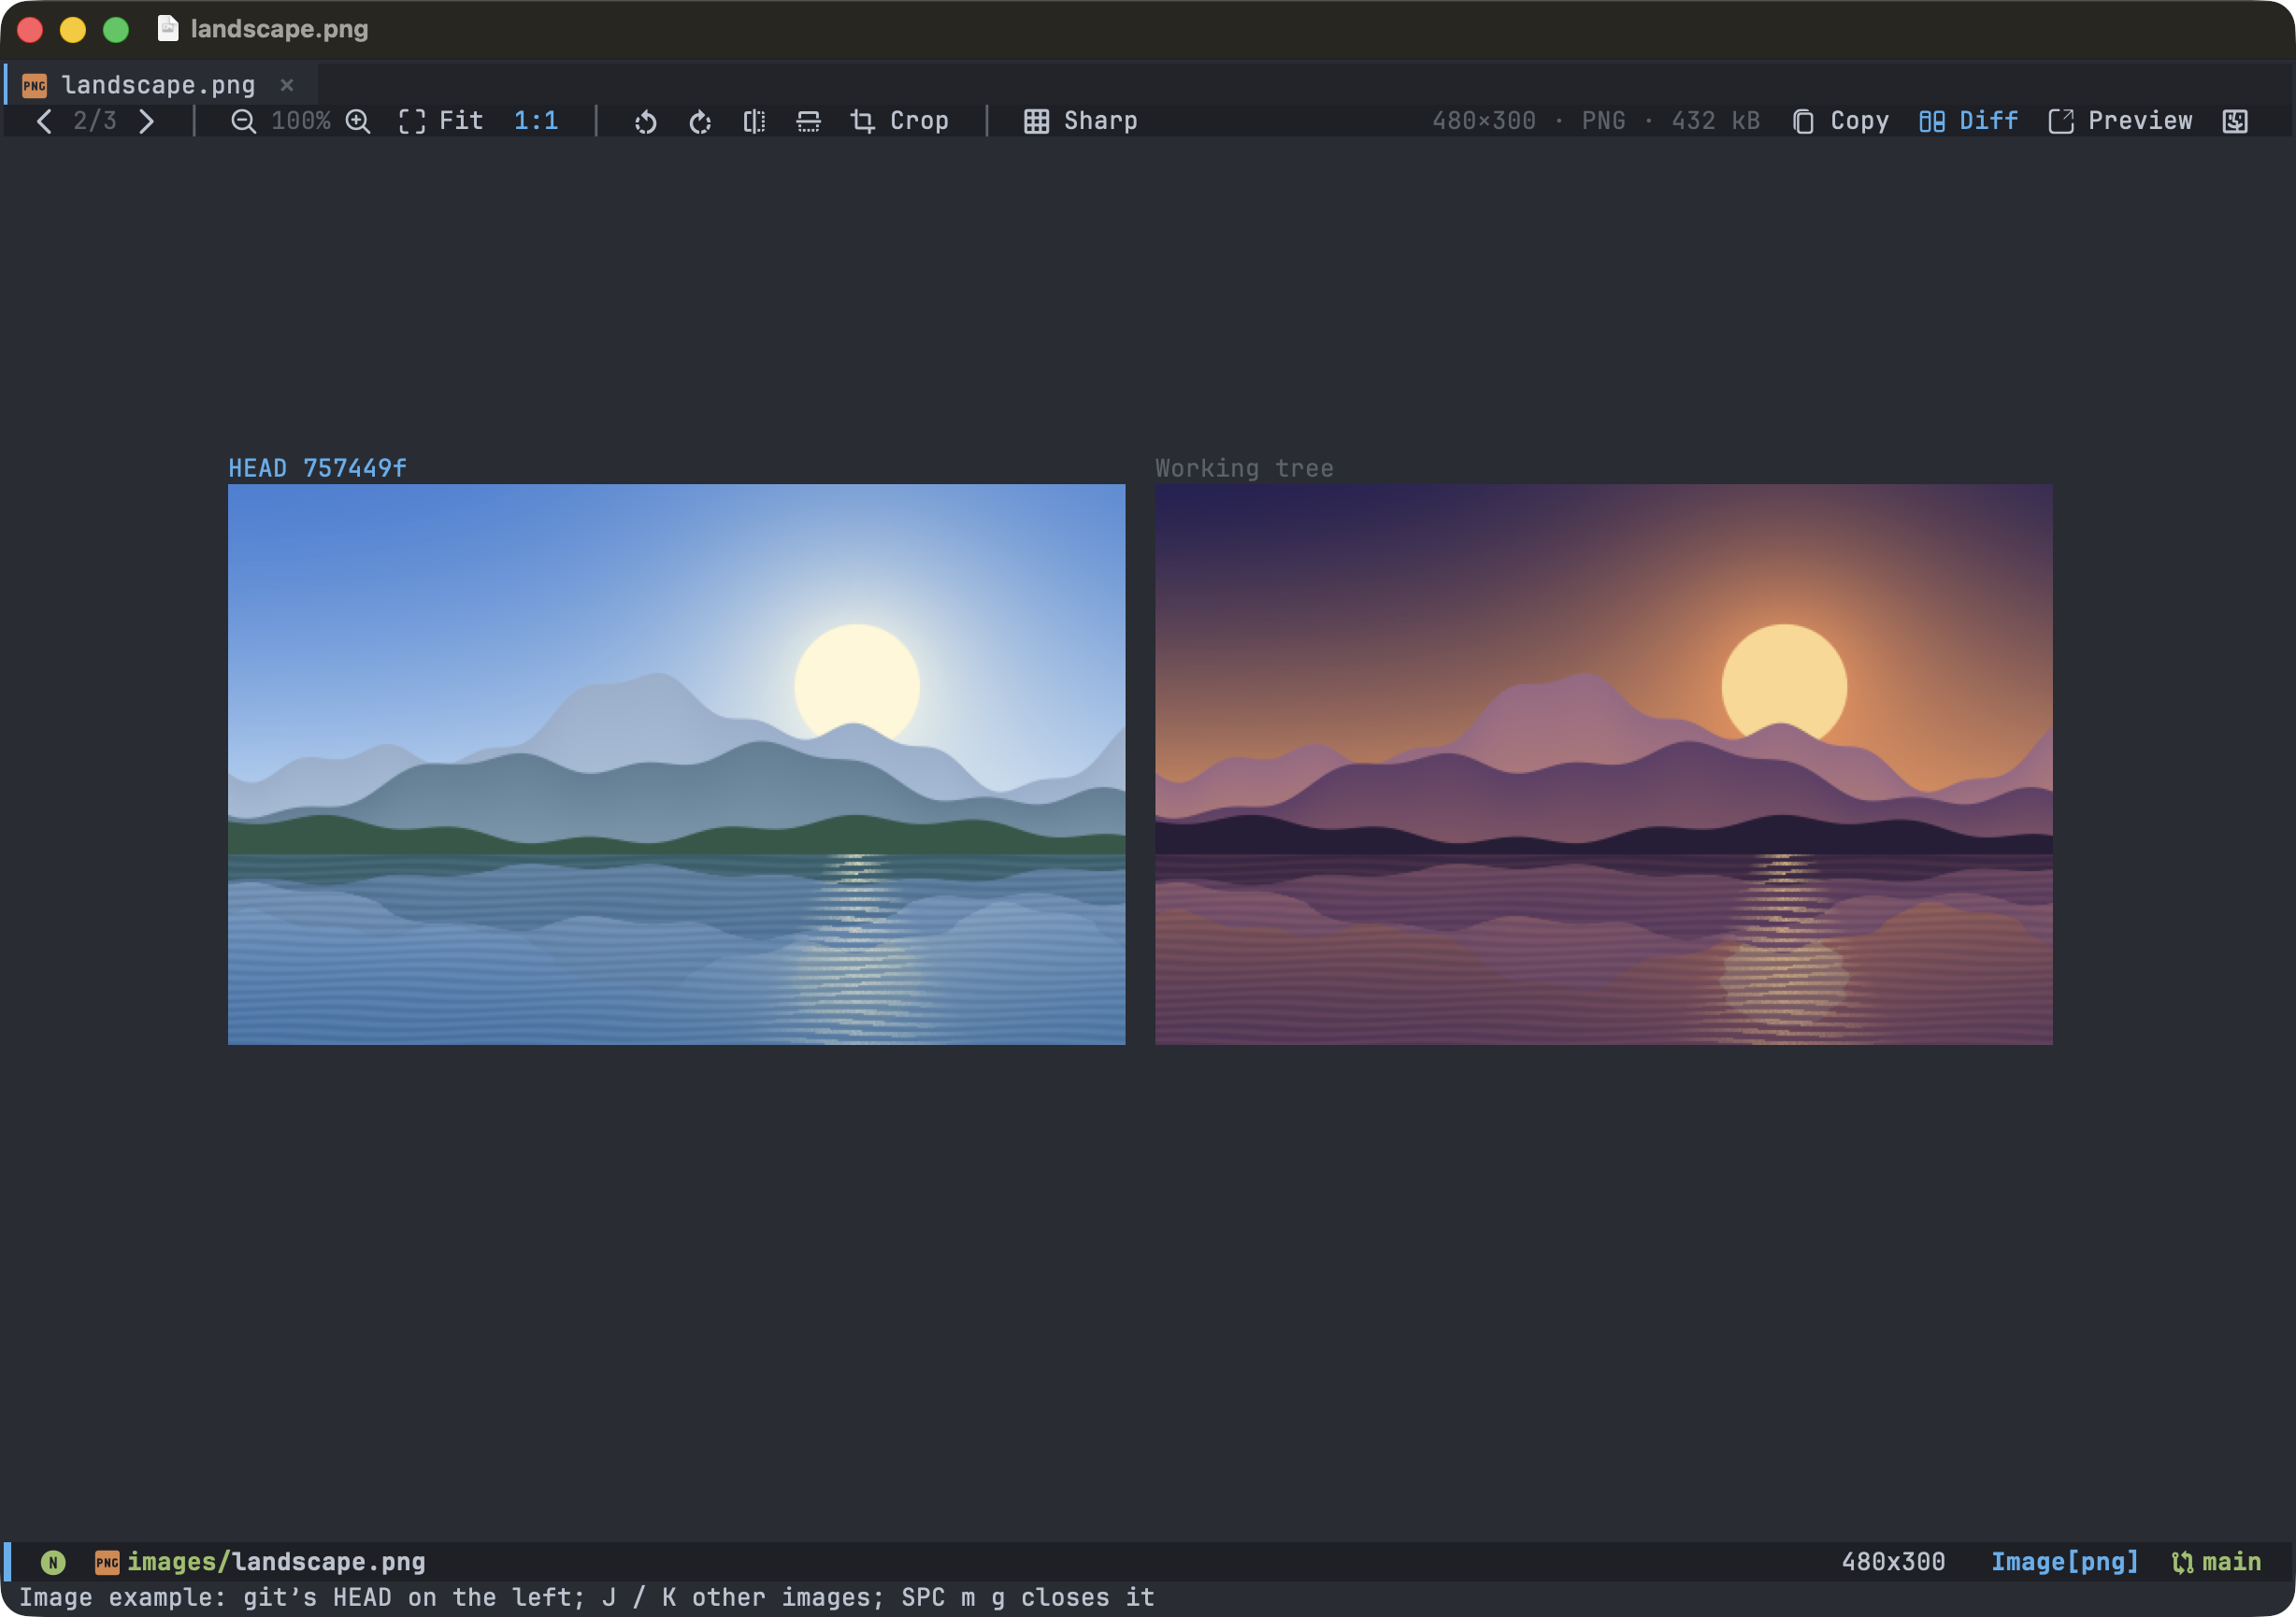 landscape.png
PNG landscape.png ×
2/3 100% Fit 1:1 Crop Sharp 480×300 · PNG · 432 kB Copy Diff Preview
HEAD 757449f
Working tree
N PNG images/landscape.png 480x300 Image[png] main
Image example: git’s HEAD on the left; J / K other images; SPC m g closes it